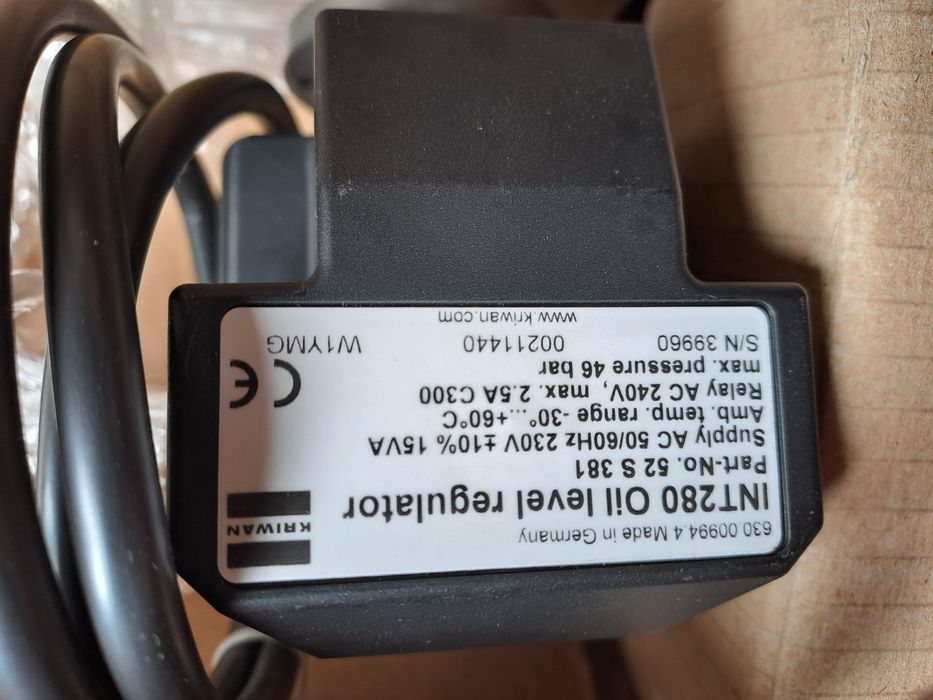 630 00994.4 Made in Germany
KRIWAN
INT280 Oil level regulator
Part-No. 52 S 381
Supply AC 50/60Hz 230V ±10% 15VA
Amb. temp. range -30°...+60°C
Relay AC 240V, max. 2.5A C300
max. pressure 46 bar
CE
S/N 39960 00211440 W1YMG
www.kriwan.com